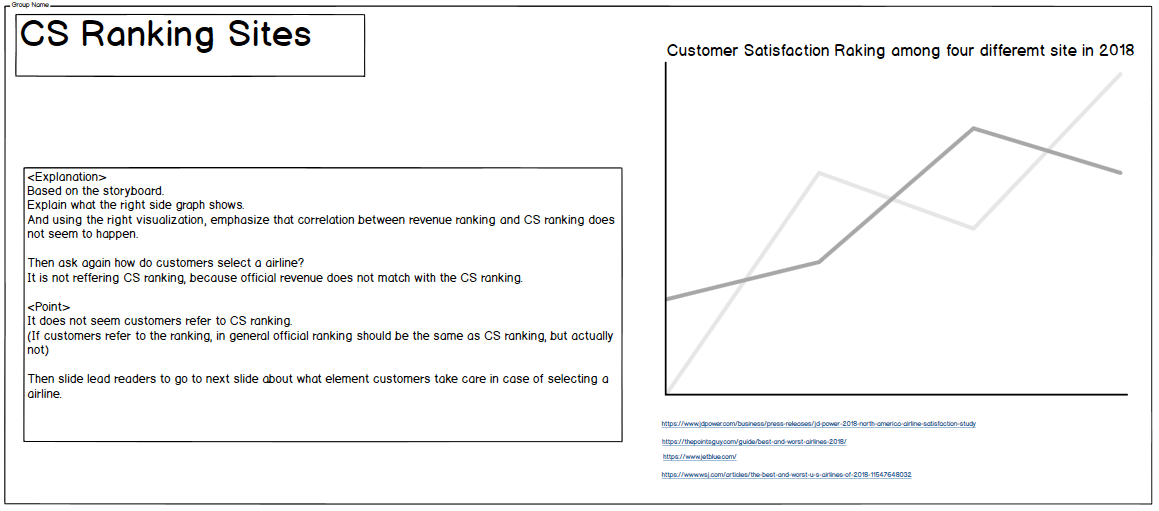 Group Name
CS Ranking Sites
Customer Satisfaction Raking among four differemt site in 2018
<Explanation>
Based on the storyboard.
Explain what the right side graph shows.
And using the right visualization, emphasize that correlation between revenue ranking and CS ranking does
not seem to happen.
Then ask again how do customers select a airline?
It is not reffering CS ranking, because official revenue does not match with the CS ranking.
<Point>
It does not seem customers refer to CS ranking.
(If customers refer to the ranking, in general official ranking should be the same as CS ranking, but actually
not)
Then slide lead readers to go to next slide about what element customers take care in case of selecting a
airline.
https://www.jdpower.com/business/press-releases/jd-power-2018-north-america-airline-satisfaction-study
https://thepointsguy.com/guide/best-and-worst-airlines-2018/
https://www.jetblue.com/
https://www.wsj.com/articles/the-best-and-worst-u-s-airlines-of-2018-11547648032